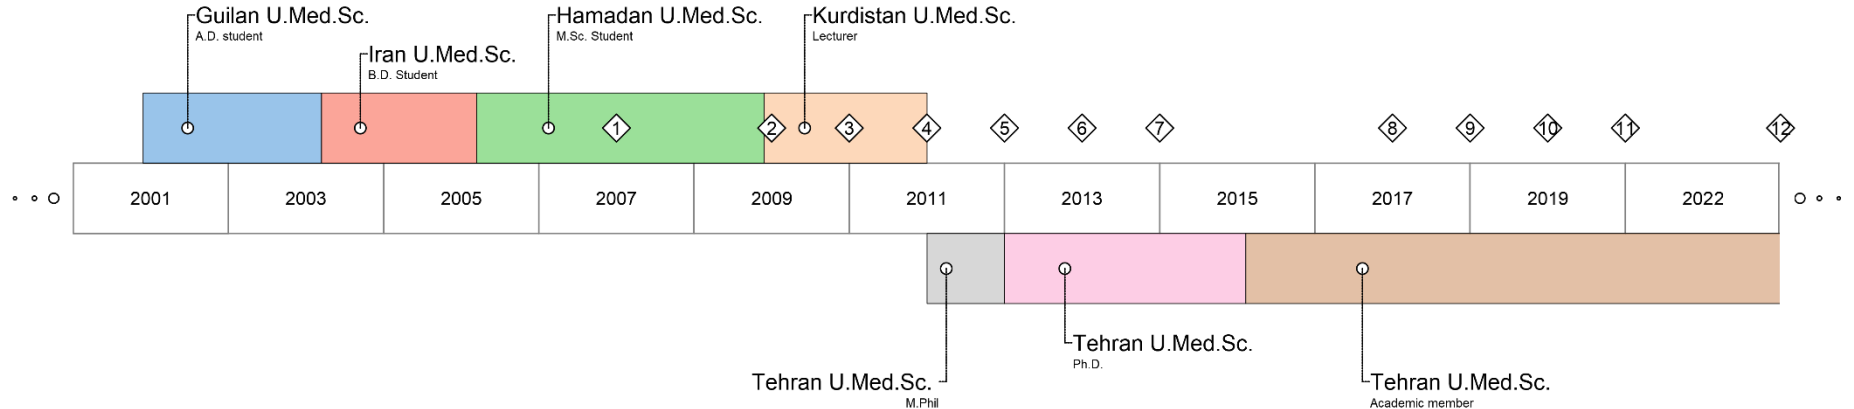 Guilan U.Med.Sc.
A.D. student
Hamadan U.Med.Sc.
M.Sc. Student
Kurdistan U.Med.Sc.
Lecturer
Iran U.Med.Sc.
B.D. Student
1 2 3 4 5 6 7 8 9 10 11 12
2001 2003 2005 2007 2009 2011 2013 2015 2017 2019 2022
Tehran U.Med.Sc.
Ph.D.
Tehran U.Med.Sc.
M.Phil
Tehran U.Med.Sc.
Academic member